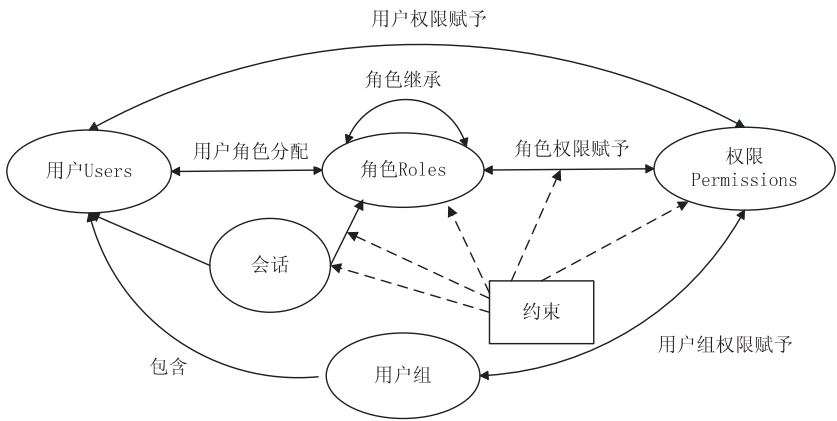 用户权限赋予
角色继承
用户角色分配
角色权限赋予
用户Users
角色Roles
权限
Permissions
会话
约束
用户组权限赋予
包含
用户组